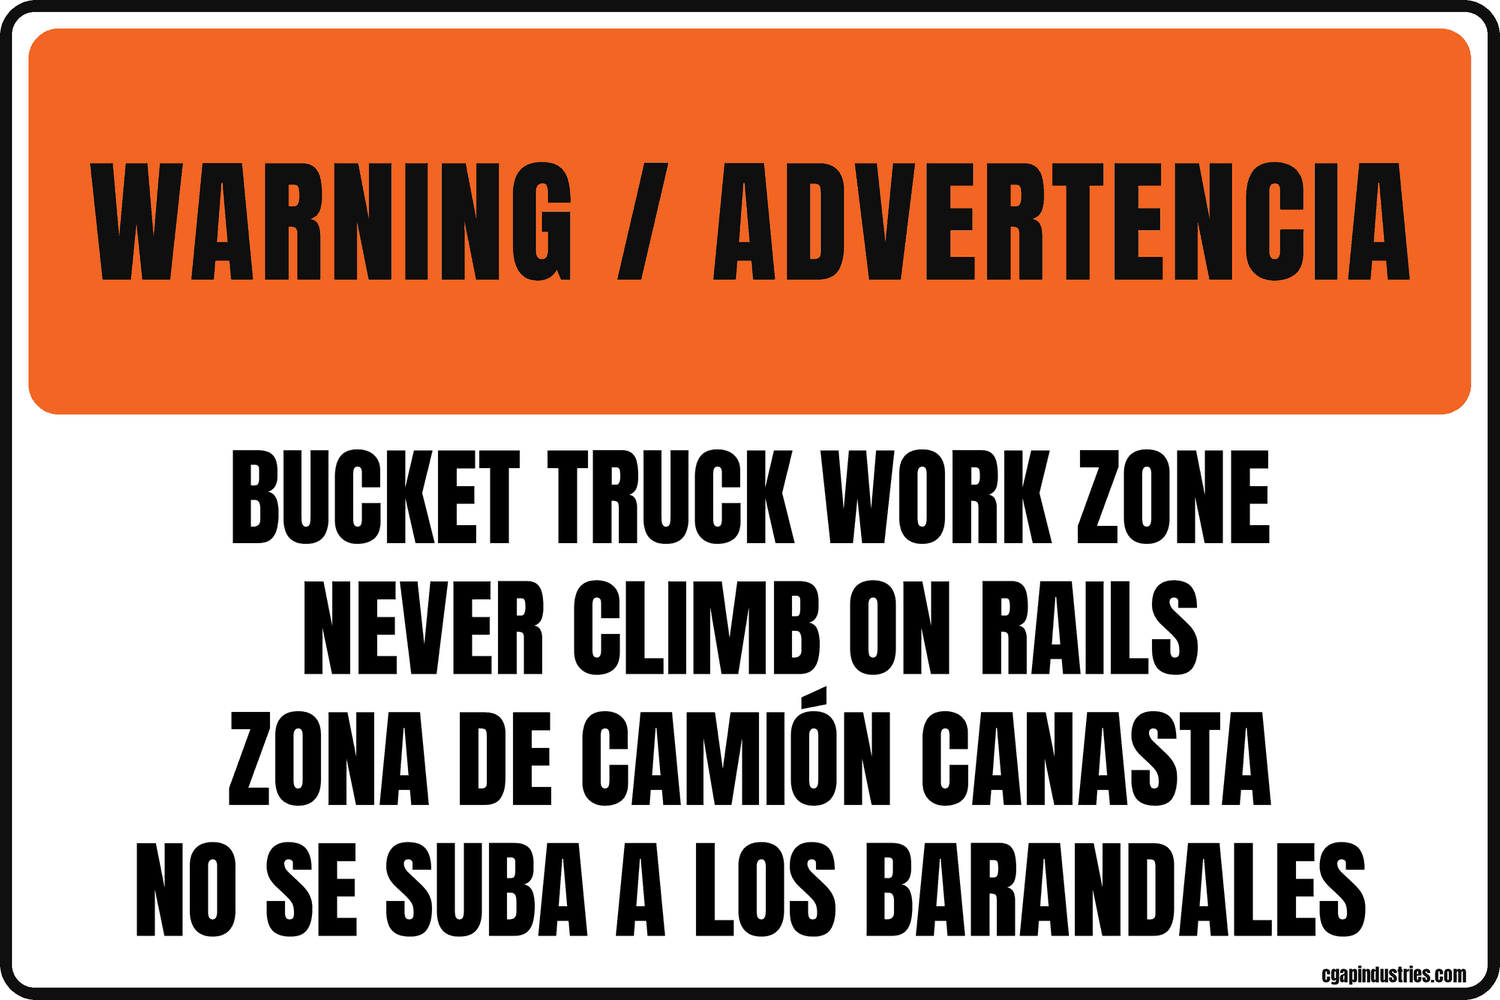 WARNING / ADVERTENCIA
BUCKET TRUCK WORK ZONE
NEVER CLIMB ON RAILS
ZONA DE CAMIÓN CANASTA
NO SE SUBA A LOS BARANDALES
cgapindustries.com